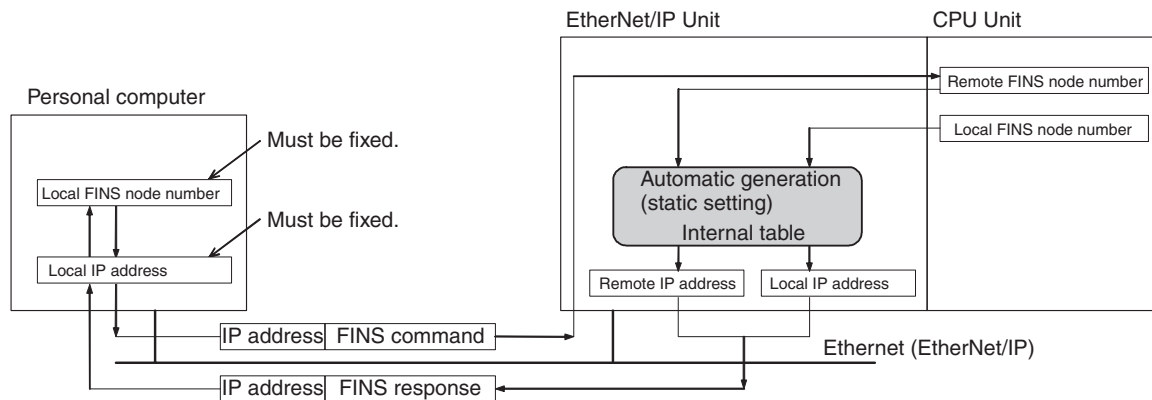 EtherNet/IP Unit
CPU Unit
Personal computer
Remote FINS node number
Local FINS node number
Must be fixed.
Local FINS node number
Must be fixed.
Local IP address
Automatic generation
(static setting)
Internal table
Remote IP address
Local IP address
IP address
FINS command
Ethernet (EtherNet/IP)
IP address
FINS response